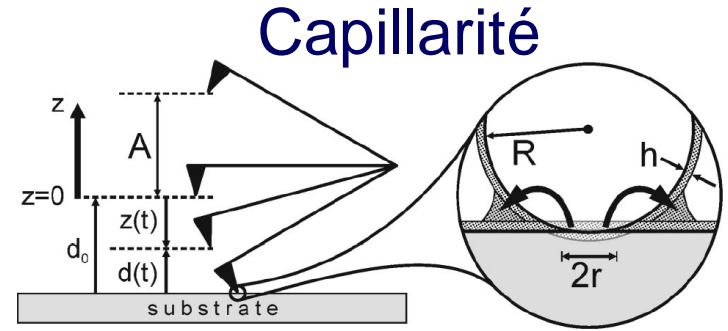 Capillarité
z
A
R
h
z=0
z(t)
d₀
d(t)
2r
substrate